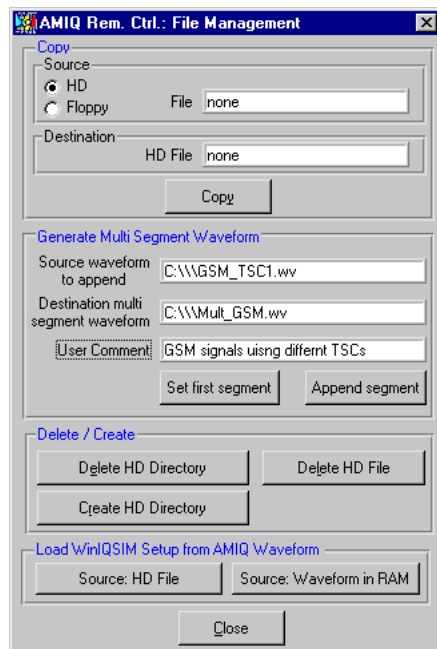 AMIQ Rem. Ctrl.: File Management
Copy
Source
HD
Floppy
File none
Destination
HD File none
Copy
Generate Multi Segment Waveform
Source waveform
to append
C:\\\GSM_TSC1.wv
Destination multi
segment waveform
C:\\\Mult_GSM.wv
User Comment GSM signals uisng differnt TSCs
Set first segment Append segment
Delete / Create
Delete HD Directory Delete HD File
Create HD Directory
Load WinIQSIM Setup from AMIQ Waveform
Source: HD File Source: Waveform in RAM
Close